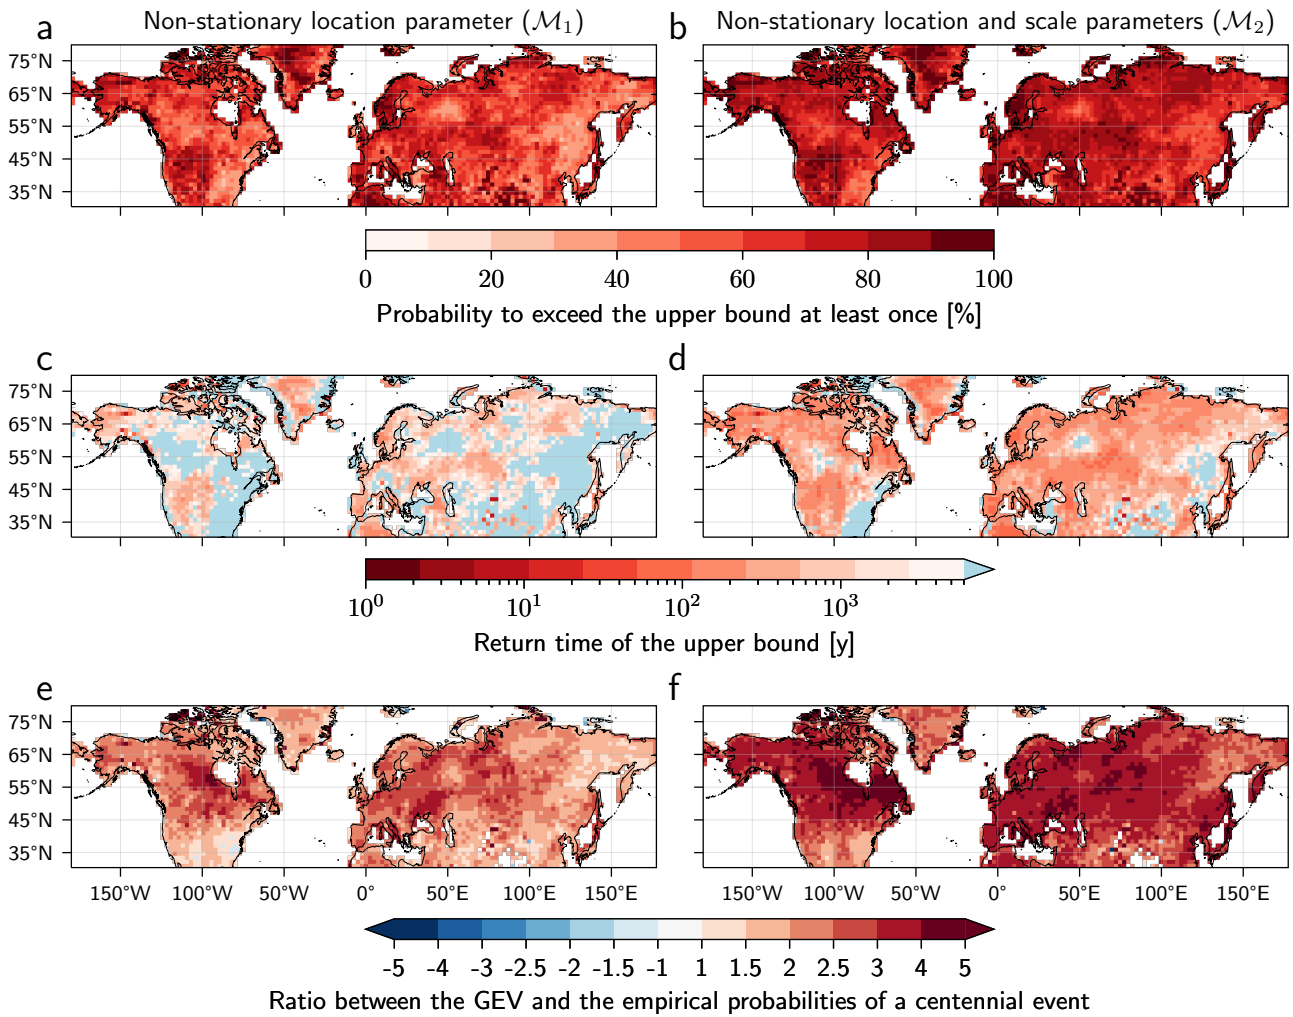 a Non-stationary location parameter (ℳ₁)
b Non-stationary location and scale parameters (ℳ₂)
75°N
65°N
55°N
45°N
35°N
0 20 40 60 80 100
Probability to exceed the upper bound at least once [%]
c d
75°N
65°N
55°N
45°N
35°N
10⁰ 10¹ 10² 10³
Return time of the upper bound [y]
e f
75°N
65°N
55°N
45°N
35°N
150°W 100°W 50°W 0° 50°E 100°E 150°E 150°W 100°W 50°W 0° 50°E 100°E 150°E
-5 -4 -3 -2.5 -2 -1.5 -1 1 1.5 2 2.5 3 4 5
Ratio between the GEV and the empirical probabilities of a centennial event